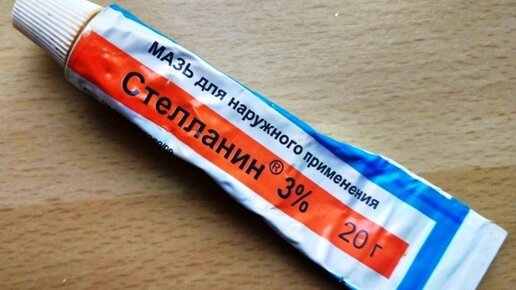 МАЗЬ для наружного применения
Стелланин® 3%
20 г